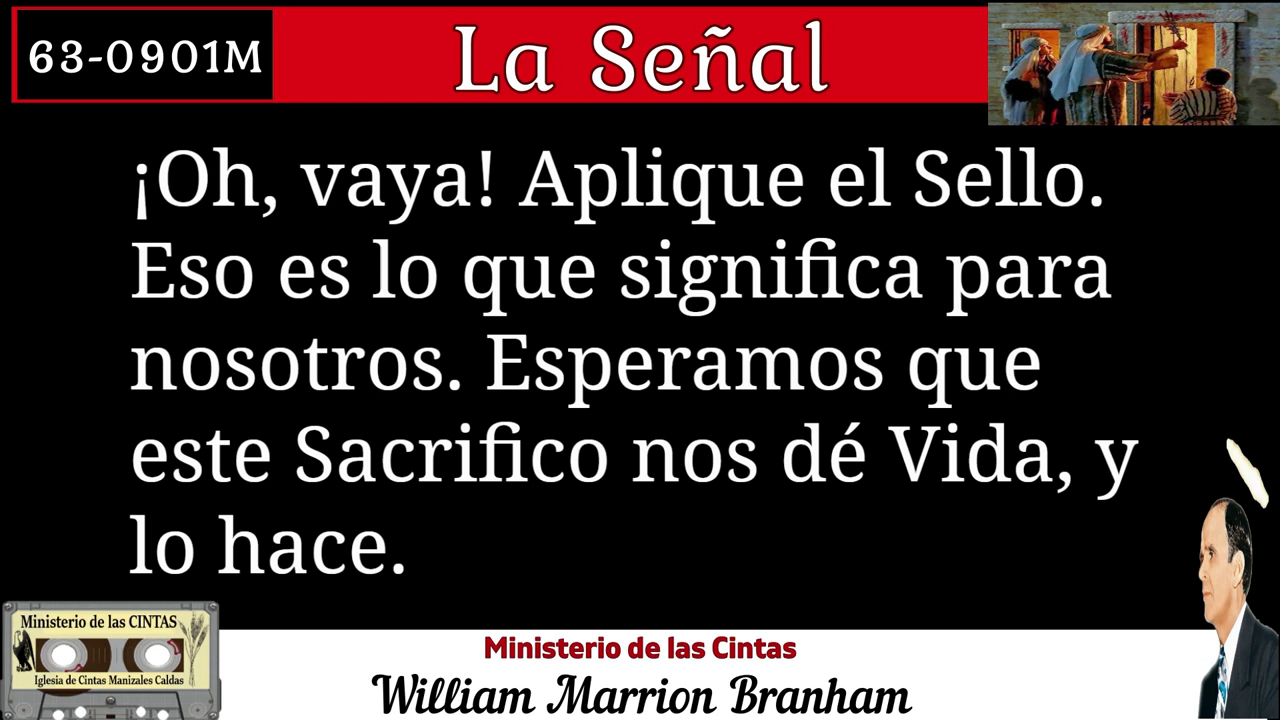 63-0901M
La Señal
¡Oh, vaya! Aplique el Sello.
Eso es lo que significa para
nosotros. Esperamos que
este Sacrifico nos dé Vida, y
lo hace.
Ministerio de las CINTAS
Iglesia de Cintas Manizales Caldas
Ministerio de las Cintas
William Marrion Branham